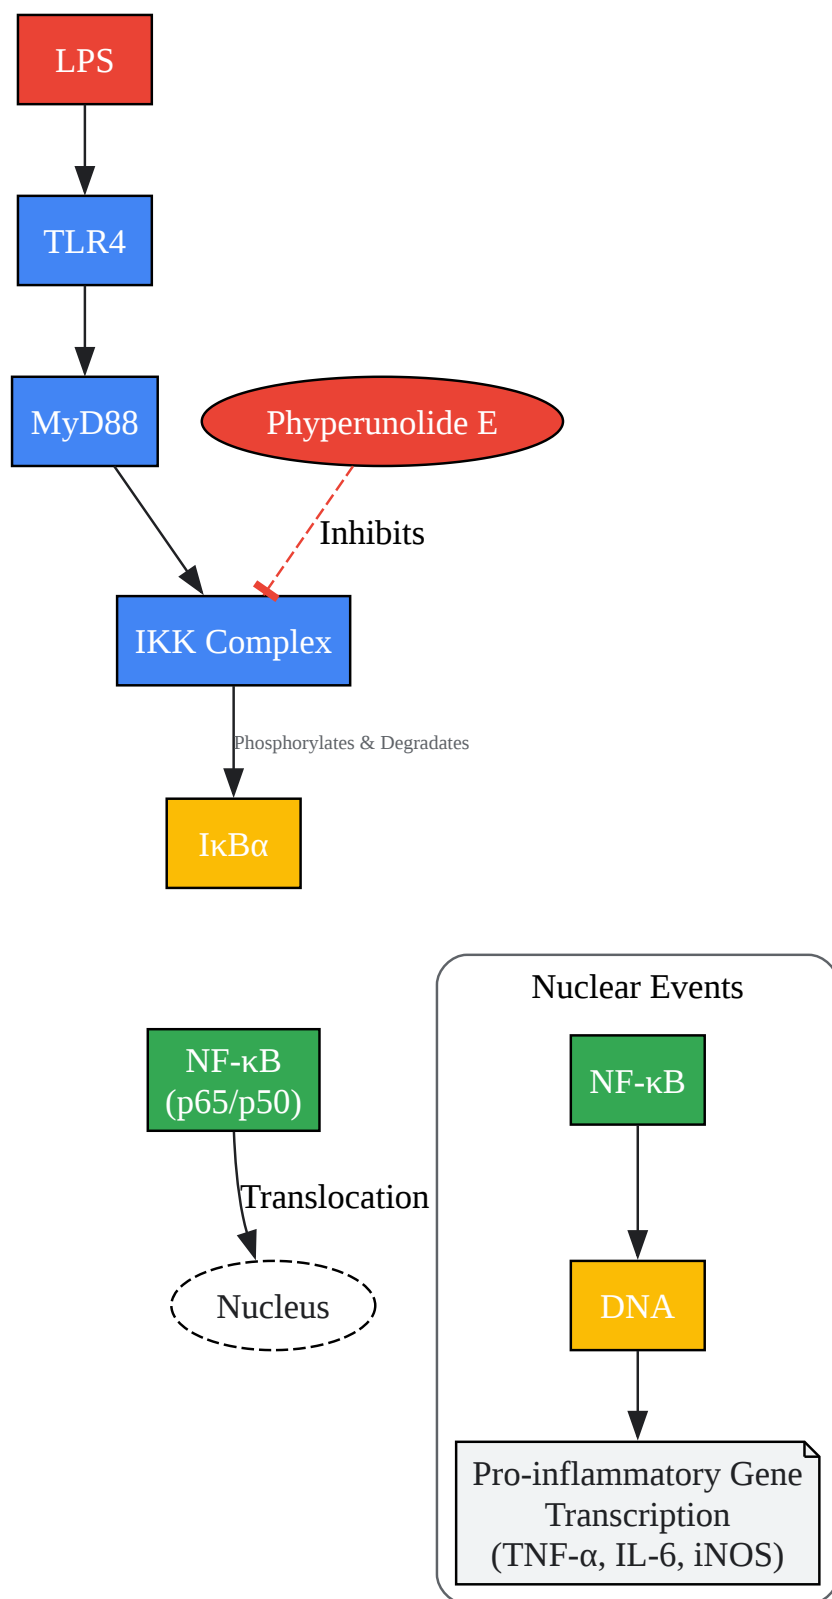 LPS
TLR4
MyD88
Phyperunolide E
Inhibits
IKK Complex
Phosphorylates & Degradates
IκBα
Nuclear Events
NF-κB
(p65/p50)
NF-κB
Translocation
Nucleus
DNA
Pro-inflammatory Gene
Transcription
(TNF-α, IL-6, iNOS)